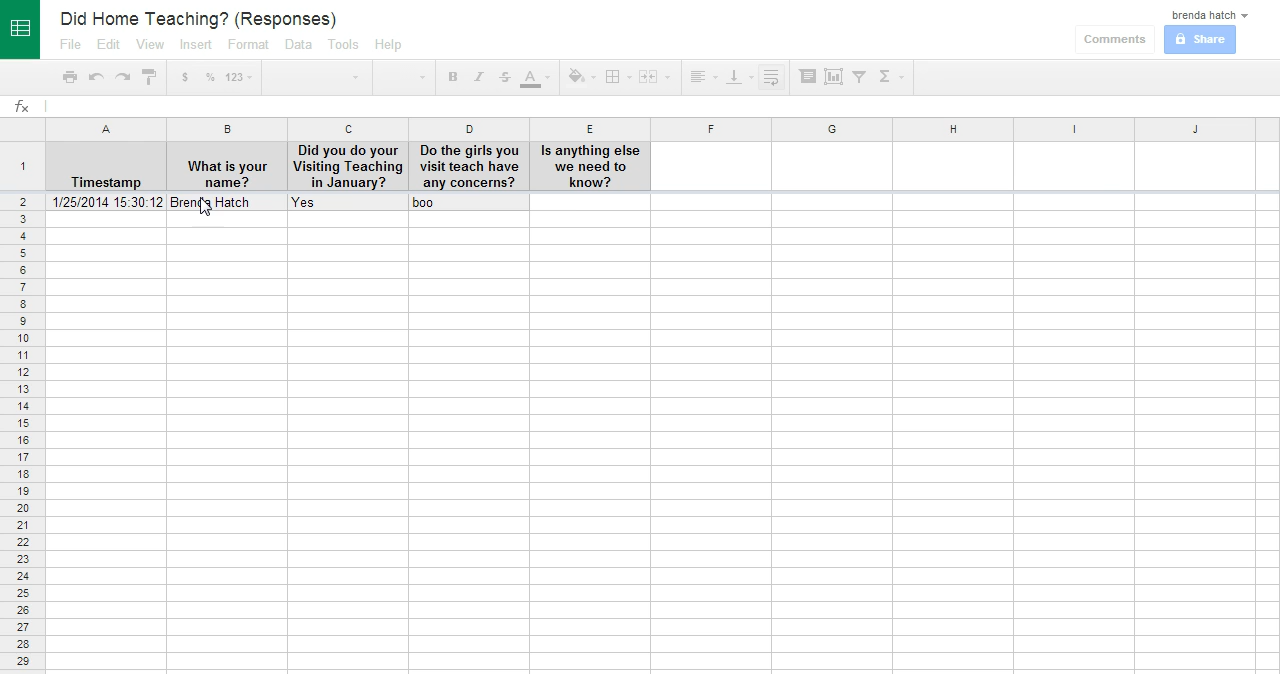 Did Home Teaching? (Responses)
brenda hatch
File Edit View Insert Format Data Tools Help
Comments
Share
$ % 123 B I S A Σ
fx
A B C D E F G H I J
1
Timestamp
What is your
name?
Did you do your
Visiting Teaching
in January?
Do the girls you
visit teach have
any concerns?
Is anything else
we need to
know?
2 1/25/2014 15:30:12 Brenda Hatch Yes boo
3
4
5
6
7
8
9
10
11
12
13
14
15
16
17
18
19
20
21
22
23
24
25
26
27
28
29